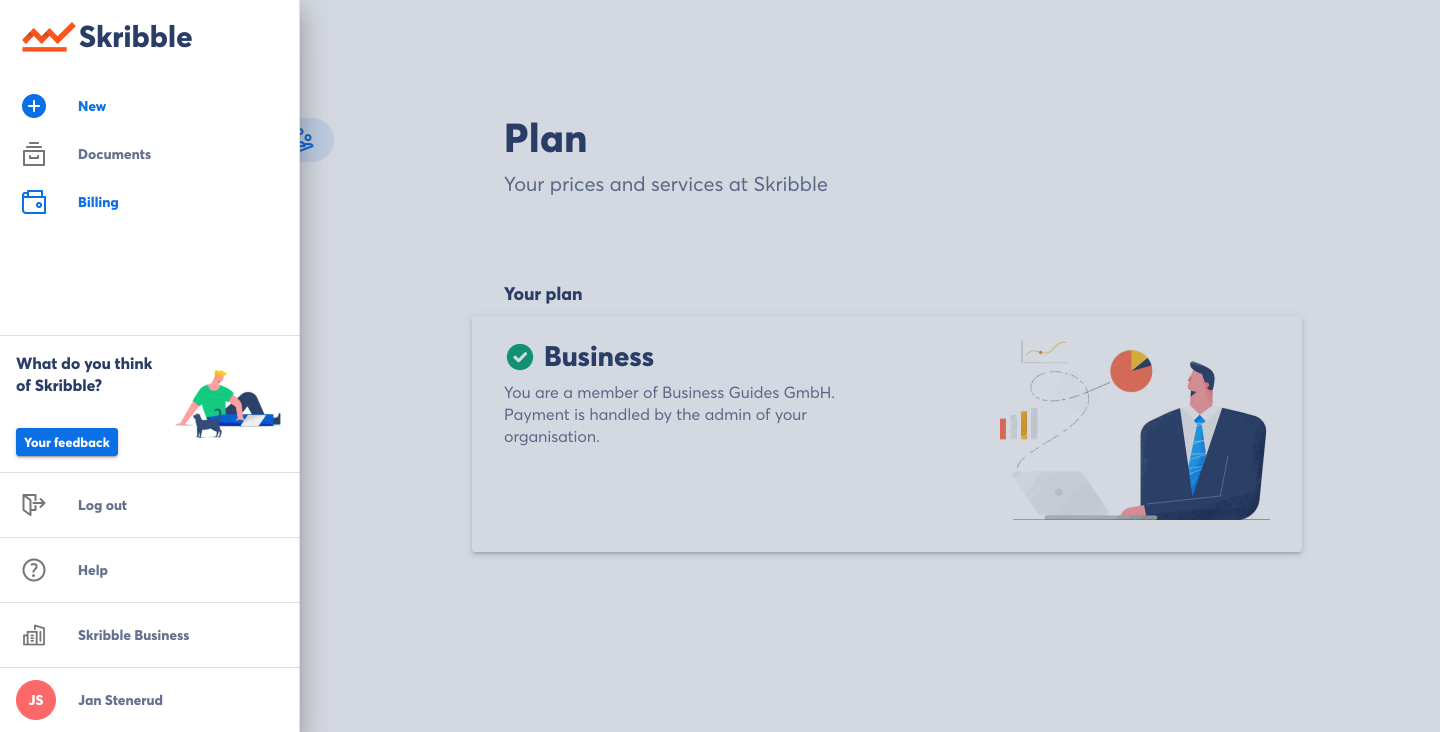 Skribble
New
Documents
Billing
What do you think
of Skribble?
Your feedback
Log out
Help
Skribble Business
JS
Jan Stenerud
Plan
Your prices and services at Skribble
Your plan
Business
You are a member of Business Guides GmbH.
Payment is handled by the admin of your
organisation.